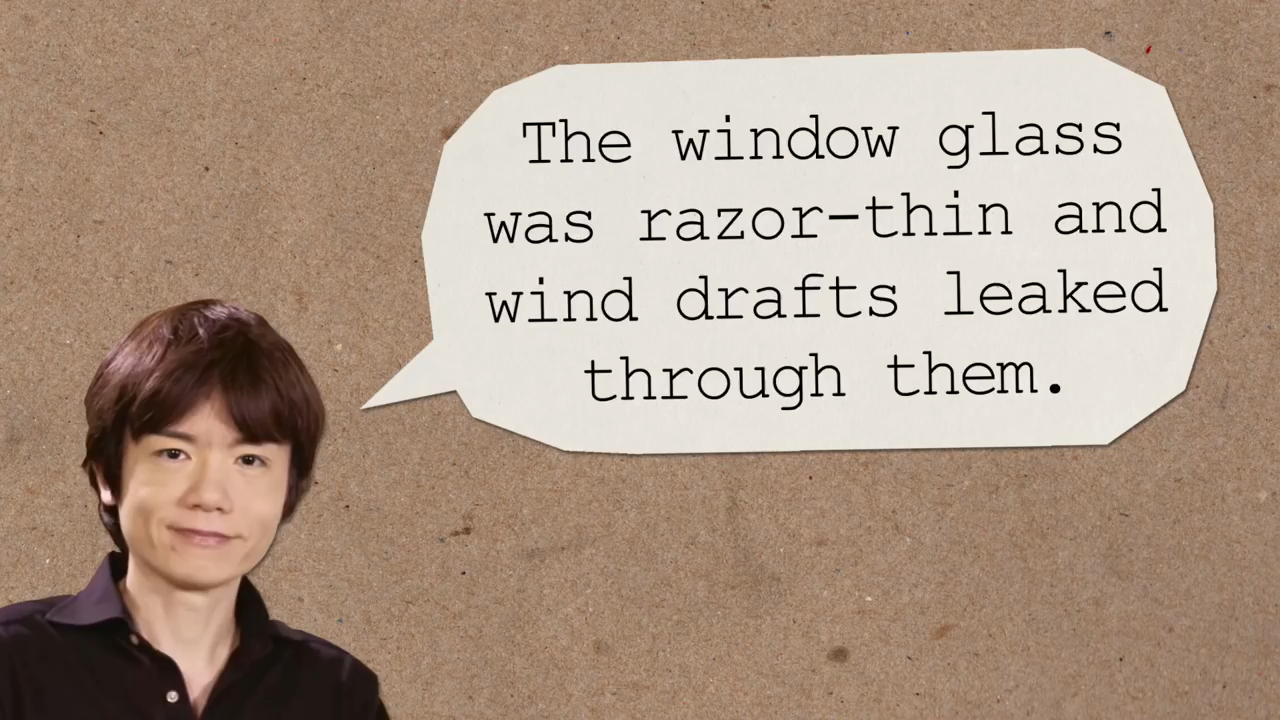 The window glass
was razor-thin and
wind drafts leaked
through them.